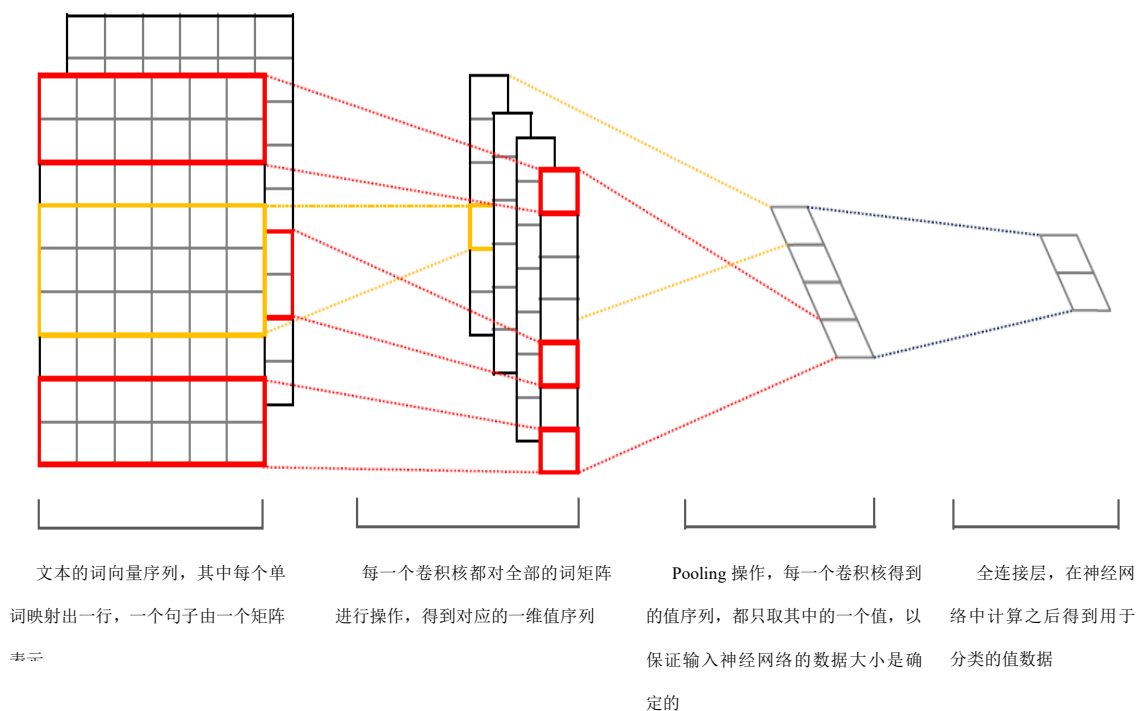 文本的词向量序列，其中每个单
词映射出一行，一个句子由一个矩阵
表示
每一个卷积核都对全部的词矩阵
进行操作，得到对应的一维值序列
Pooling 操作，每一个卷积核得到
的值序列，都只取其中的一个值，以
保证输入神经网络的数据大小是确
定的
全连接层，在神经网
络中计算之后得到用于
分类的值数据